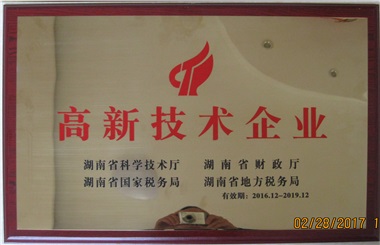 高新技术企业
湖南省科学技术厅 湖南省财政厅
湖南省国家税务局 湖南省地方税务局
有效期：2016.12-2019.12
02/28/2017